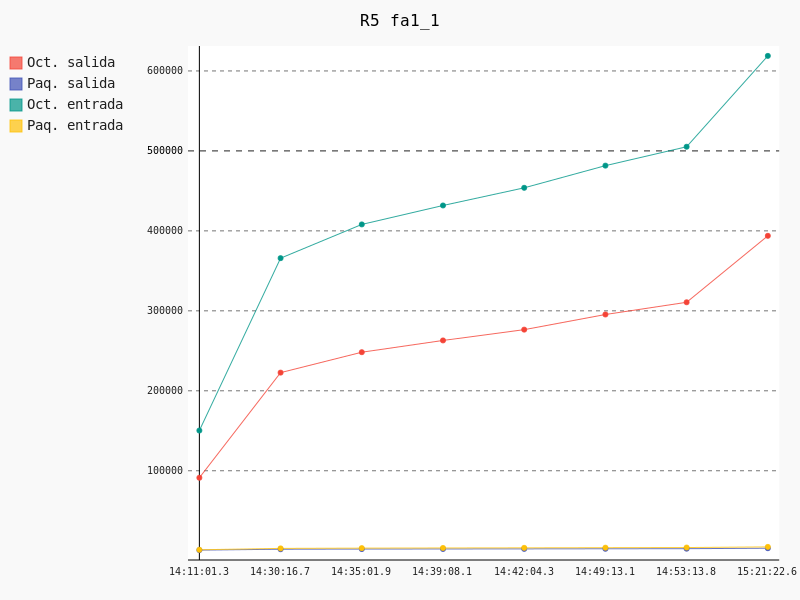 R5 fa1_1
Oct. salida
Paq. salida
Oct. entrada
Paq. entrada
600000
500000
400000
300000
200000
100000
14:11:01.3 14:30:16.7 14:35:01.9 14:39:08.1 14:42:04.3 14:49:13.1 14:53:13.8 15:21:22.6